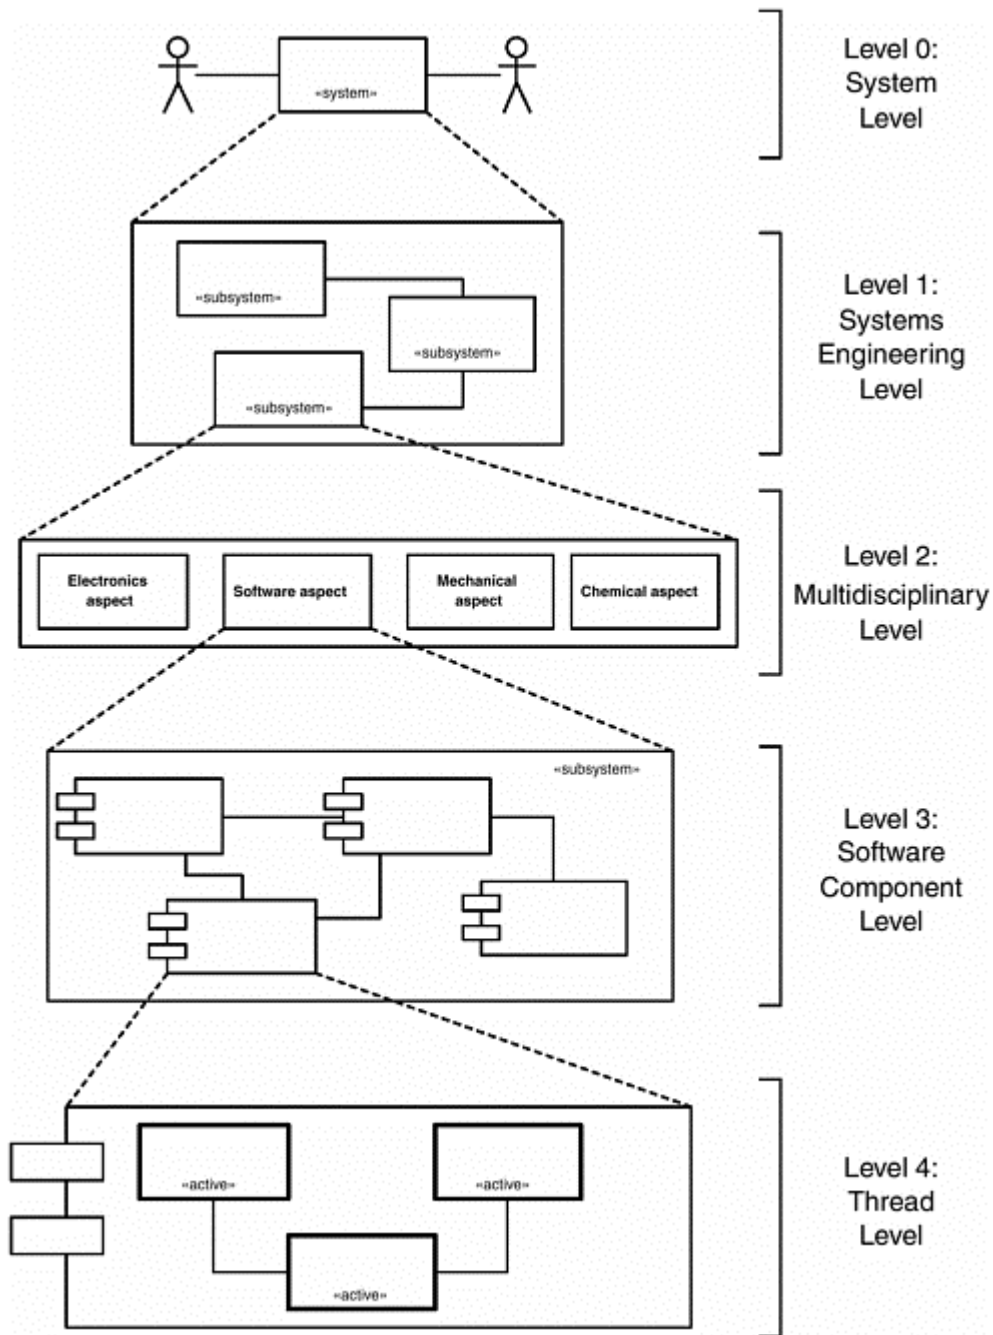 Level 0:
System
Level
«system»
Level 1:
Systems
Engineering
Level
«subsystem»
«subsystem»
«subsystem»
Level 2:
Multidisciplinary
Level
Electronics
aspect
Software aspect
Mechanical
aspect
Chemical aspect
Level 3:
Software
Component
Level
«subsystem»
Level 4:
Thread
Level
«active»
«active»
«active»